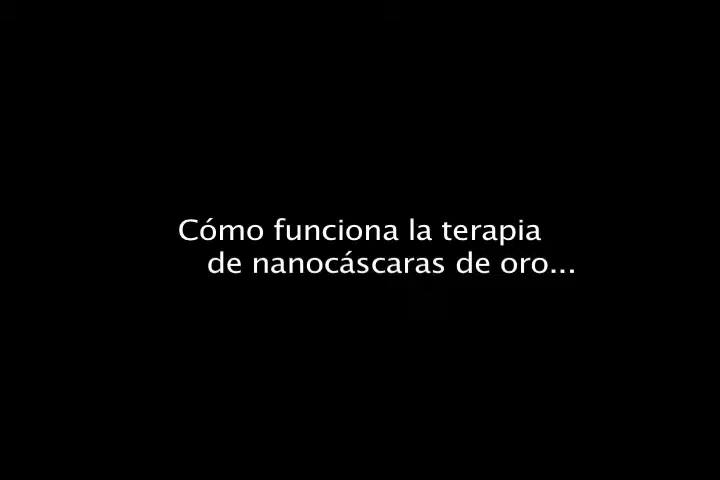 Cómo funciona la terapia
de nanocáscaras de oro...